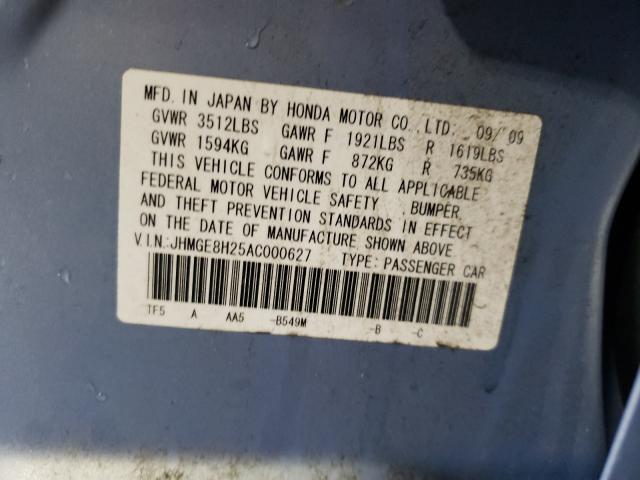 MFD. IN JAPAN BY HONDA MOTOR CO., LTD. 09/ 09
GVWR 3512LBS GAWR F 1921LBS R 1619LBS
GVWR 1594KG GAWR F 872KG R 735KG
THIS VEHICLE CONFORMS TO ALL APPLICABLE
FEDERAL MOTOR VEHICLE SAFETY , BUMPER,
AND THEFT PREVENTION STANDARDS IN EFFECT
ON THE DATE OF MANUFACTURE SHOWN ABOVE
V.I.N.:JHMGE8H25AC000627 TYPE: PASSENGER CAR
TF5 A AA5 -B549M -B -C